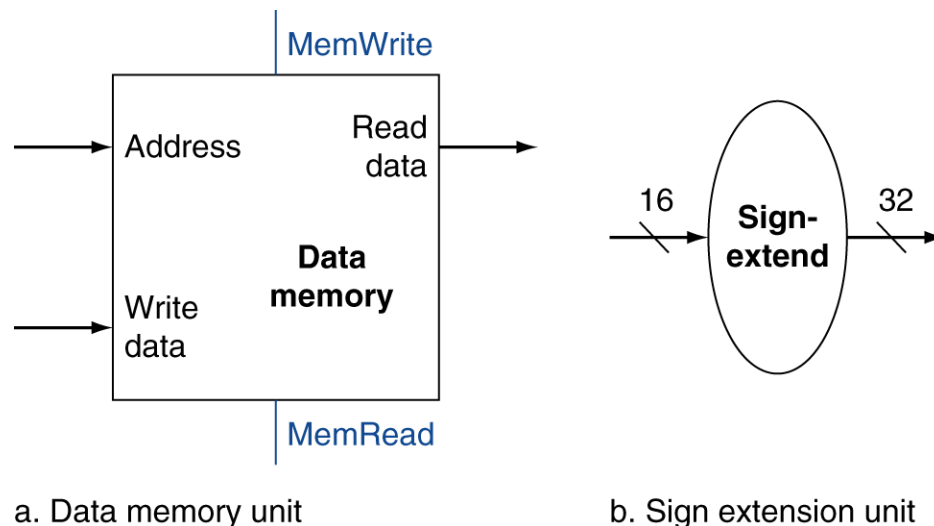 MemWrite
Address
Read
data
Data
memory
Write
data
MemRead
a. Data memory unit
16
Sign-
extend
32
b. Sign extension unit